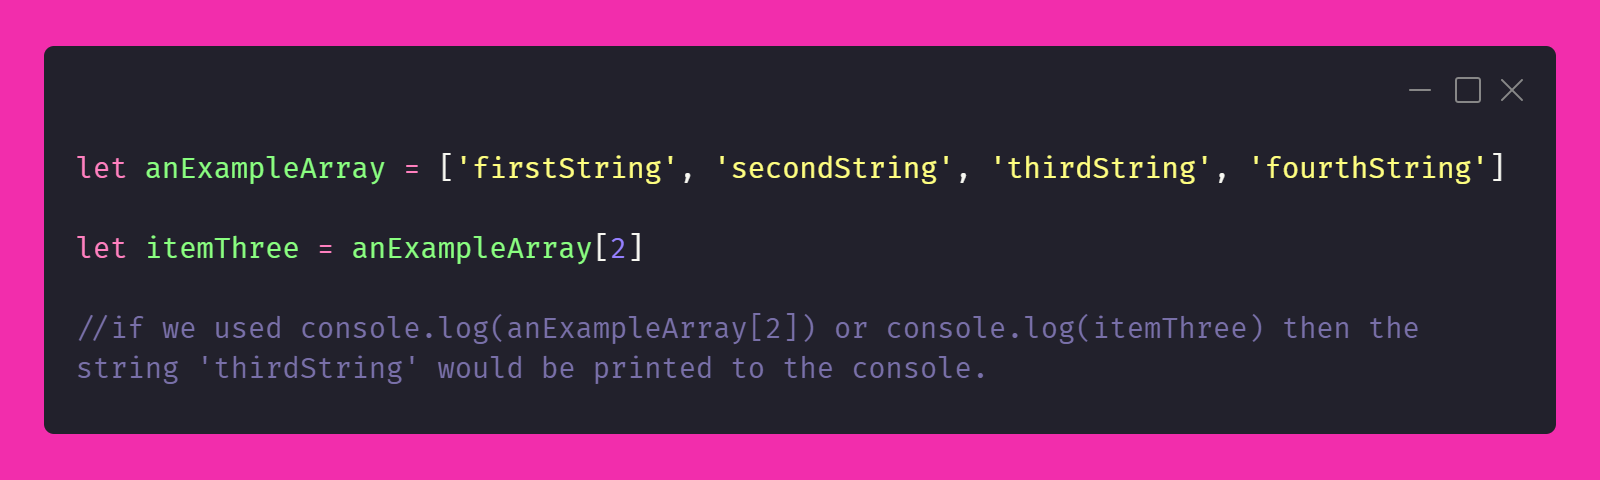 let anExampleArray = ['firstString', 'secondString', 'thirdString', 'fourthString']
let itemThree = anExampleArray[2]
//if we used console.log(anExampleArray[2]) or console.log(itemThree) then the
string 'thirdString' would be printed to the console.